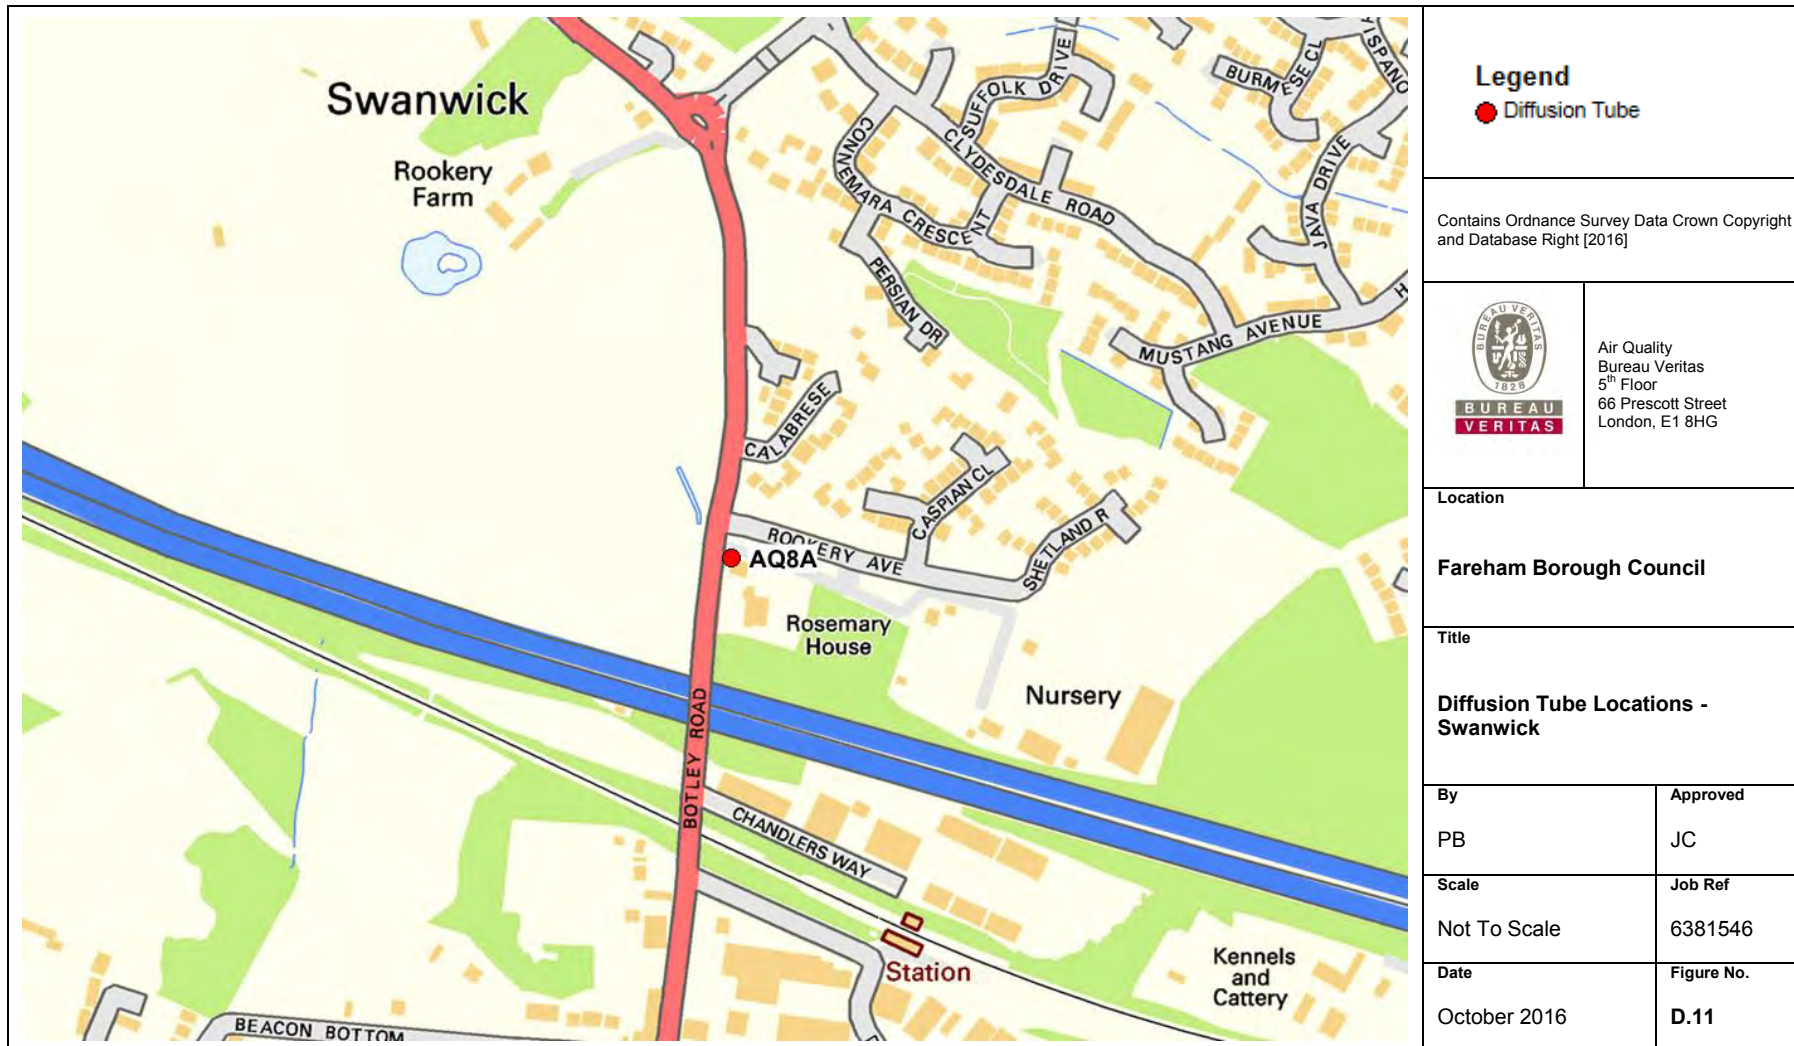 Swanwick
Rookery
Farm
CONNEMARA CRESCENT
SUFFOLK DRIVE
CLYDESDALE ROAD
BURMESE CL
JAVA DRIVE
PERSIAN DR
MUSTANG AVENUE
H
CALABRESE
CASPIAN CL
SHETLAND R
ROOKERY AVE
AQ8A
Rosemary
House
Nursery
BOTLEY ROAD
CHANDLERS WAY
Station
Kennels
and
Cattery
BEACON BOTTOM
Legend
Diffusion Tube
Contains Ordnance Survey Data Crown Copyright
and Database Right [2016]
BUREAU VERITAS
1828
BUREAU
VERITAS
Air Quality
Bureau Veritas
5th Floor
66 Prescott Street
London, E1 8HG
Location
Fareham Borough Council
Title
Diffusion Tube Locations -
Swanwick
By
PB
Approved
JC
Scale
Not To Scale
Job Ref
6381546
Date
October 2016
Figure No.
D.11